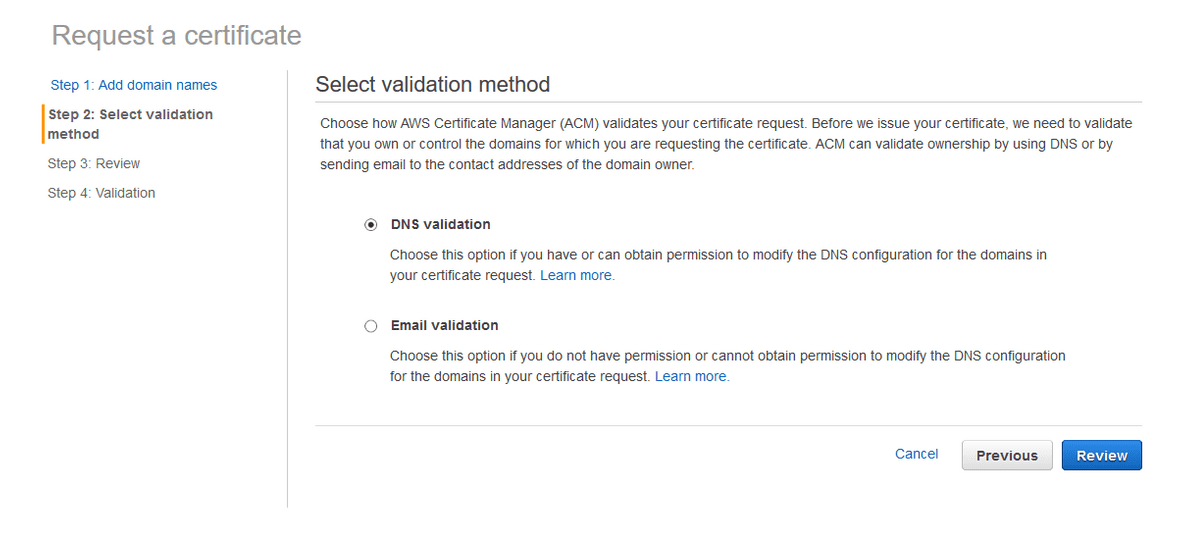 Request a certificate
Step 1: Add domain names
Step 2: Select validation
method
Step 3: Review
Step 4: Validation
Select validation method
Choose how AWS Certificate Manager (ACM) validates your certificate request. Before we issue your certificate, we need to validate
that you own or control the domains for which you are requesting the certificate. ACM can validate ownership by using DNS or by
sending email to the contact addresses of the domain owner.
DNS validation
Choose this option if you have or can obtain permission to modify the DNS configuration for the domains in
your certificate request. Learn more.
Email validation
Choose this option if you do not have permission or cannot obtain permission to modify the DNS configuration
for the domains in your certificate request. Learn more.
Cancel Previous Review